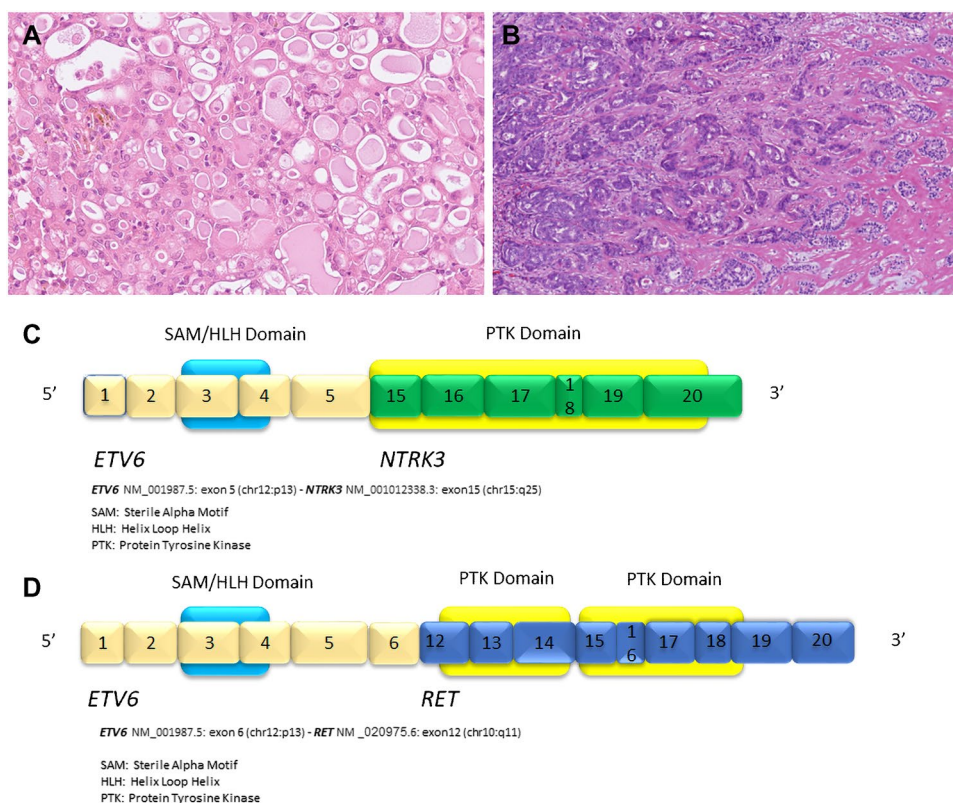 A
B
C
SAM/HLH Domain
PTK Domain
5’ 1 2 3 4 5 15 16 17 18 19 20 3’
ETV6
NTRK3
ETV6 NM_001987.5: exon 5 (chr12:p13) - NTRK3 NM_001012338.3: exon15 (chr15:q25)
SAM: Sterile Alpha Motif
HLH: Helix Loop Helix
PTK: Protein Tyrosine Kinase
D
SAM/HLH Domain
PTK Domain
PTK Domain
5’ 1 2 3 4 5 6 12 13 14 15 16 17 18 19 20 3’
ETV6
RET
ETV6 NM_001987.5: exon 6 (chr12:p13) - RET NM _020975.6: exon12 (chr10:q11)
SAM: Sterile Alpha Motif
HLH: Helix Loop Helix
PTK: Protein Tyrosine Kinase